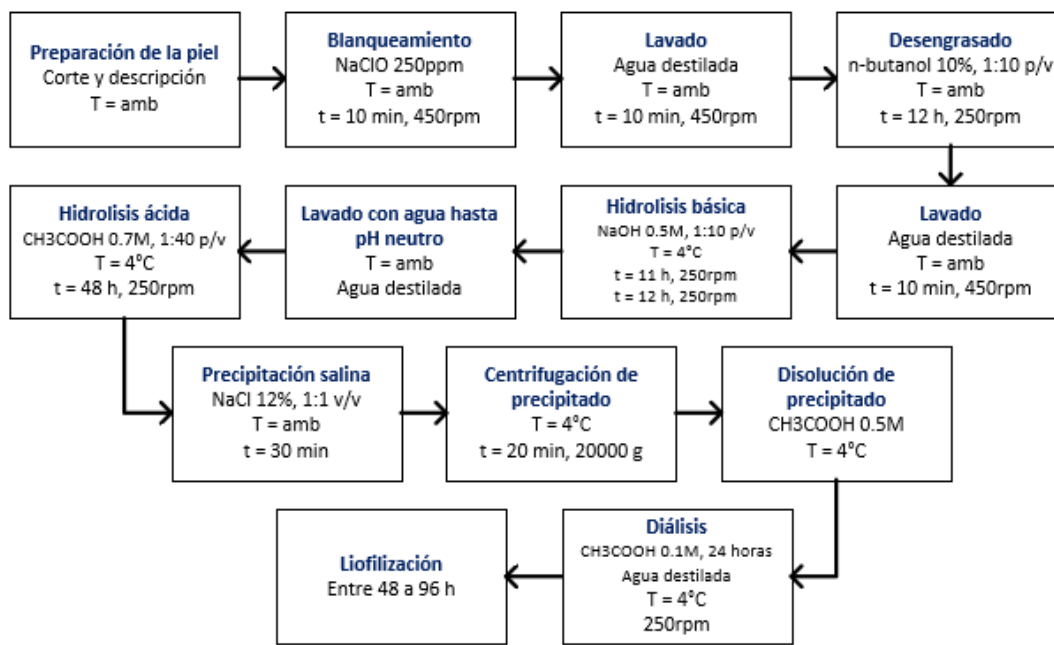 Preparación de la piel
Corte y descripción
T = amb
Blanqueamiento
NaClO 250ppm
T = amb
t = 10 min, 450rpm
Lavado
Agua destilada
T = amb
t = 10 min, 450rpm
Desengrasado
n-butanol 10%, 1:10 p/v
T = amb
t = 12 h, 250rpm
Lavado
Agua destilada
T = amb
t = 10 min, 450rpm
Hidrolisis básica
NaOH 0.5M, 1:10 p/v
T = 4°C
t = 11 h, 250rpm
t = 12 h, 250rpm
Lavado con agua hasta
pH neutro
T = amb
Agua destilada
Hidrolisis ácida
CH3COOH 0.7M, 1:40 p/v
T = 4°C
t = 48 h, 250rpm
Precipitación salina
NaCl 12%, 1:1 v/v
T = amb
t = 30 min
Centrifugación de
precipitado
T = 4°C
t = 20 min, 20000 g
Disolución de
precipitado
CH3COOH 0.5M
T = 4°C
Diálisis
CH3COOH 0.1M, 24 horas
Agua destilada
T = 4°C
250rpm
Liofilización
Entre 48 a 96 h